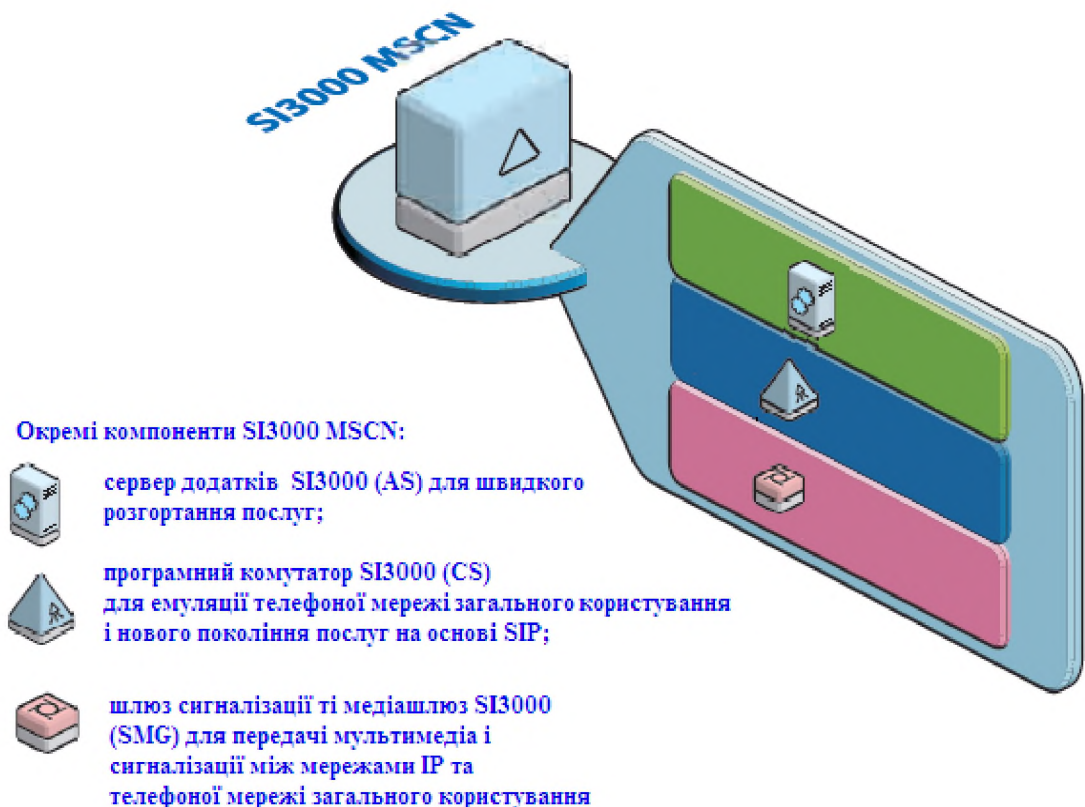 SI3000 MSCN
Окремі компоненти SI3000 MSCN:
сервер додатків SI3000 (AS) для швидкого
розгортання послуг;
програмний комутатор SI3000 (CS)
для емуляції телефоної мережі загального користування
і нового покоління послуг на основі SIP;
шлюз сигналізації ті медіашлюз SI3000
(SMG) для передачі мультимедіа і
сигналізації між мережами IP та
телефоної мережі загального користування